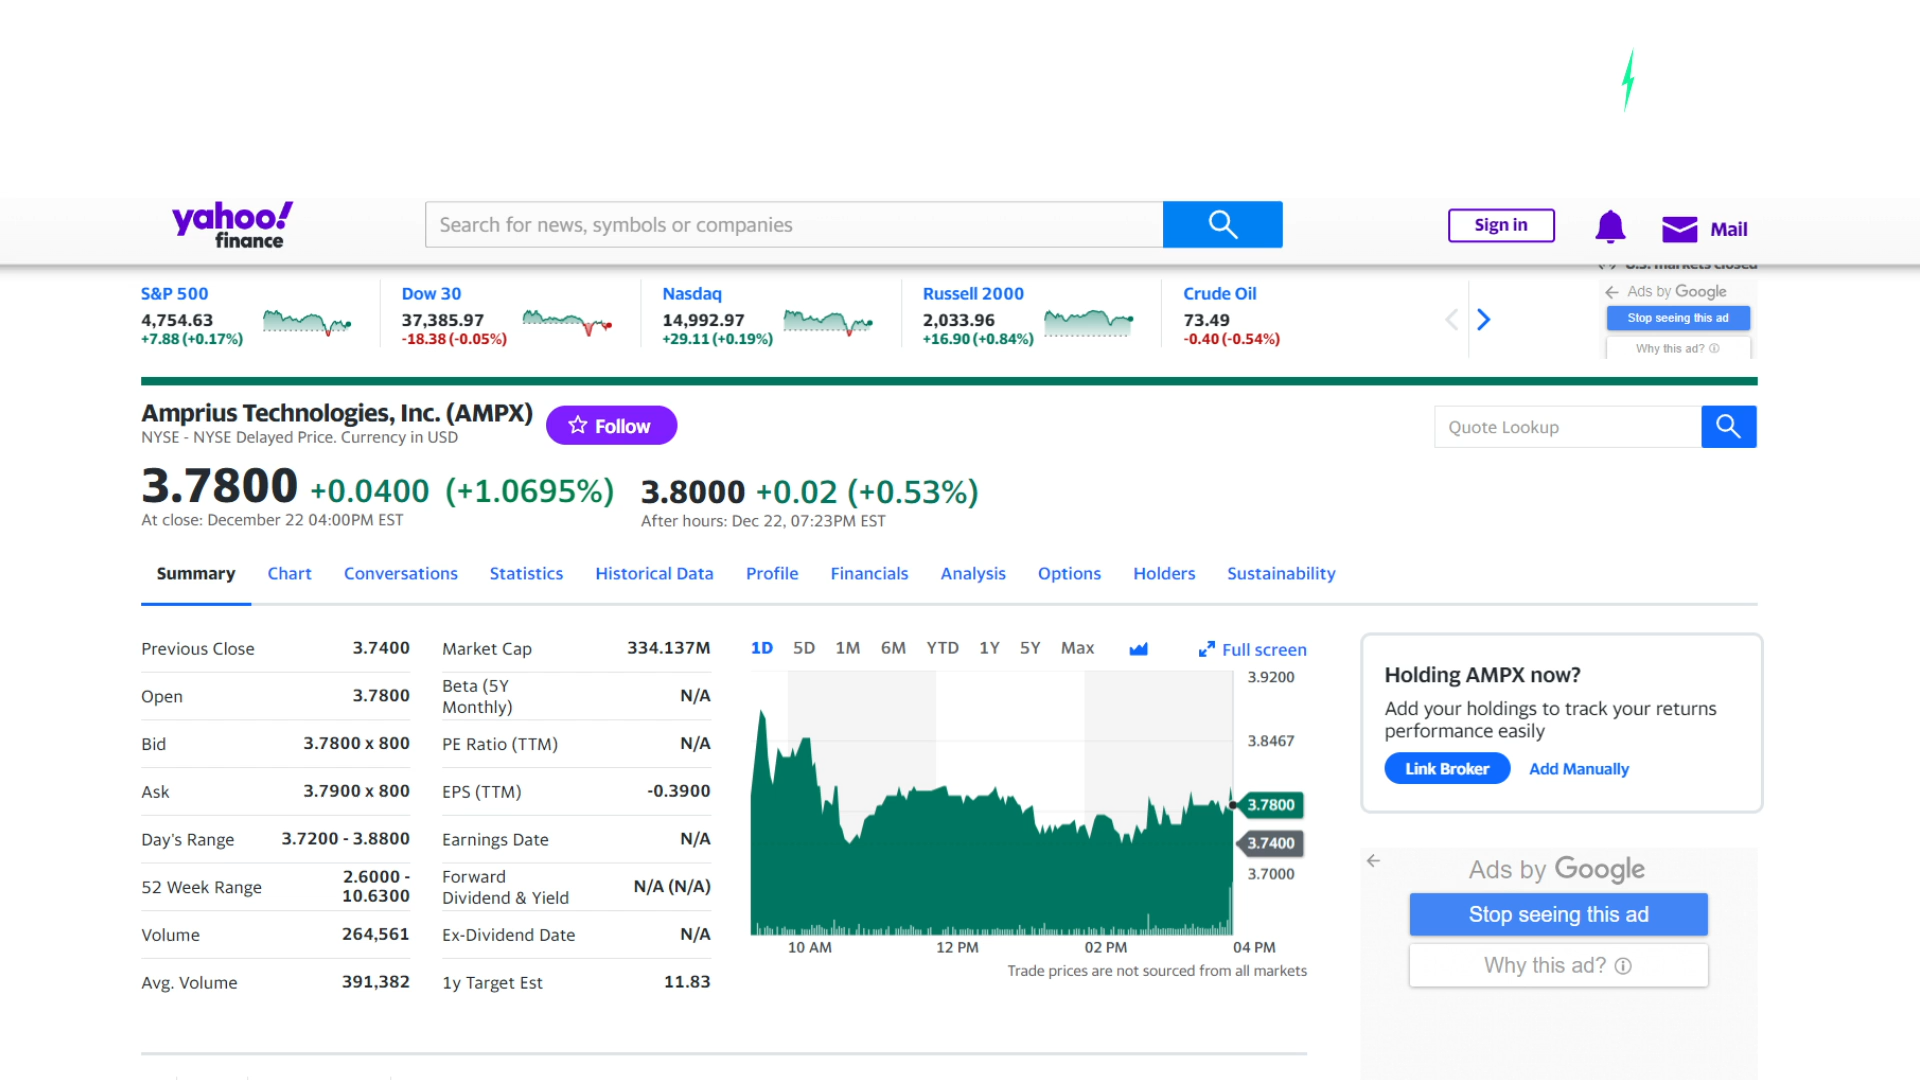 yahoo!
finance
Search for news, symbols or companies
Sign in
Mail
S&P 500
4,754.63
+7.88 (+0.17%)
Dow 30
37,385.97
-18.38 (-0.05%)
Nasdaq
14,992.97
+29.11 (+0.19%)
Russell 2000
2,033.96
+16.90 (+0.84%)
Crude Oil
73.49
-0.40 (-0.54%)
U.S. markets closed
Ads by Google
Stop seeing this ad
Why this ad?
Amprius Technologies, Inc. (AMPX)
NYSE - NYSE Delayed Price. Currency in USD
Follow
Quote Lookup
3.7800 +0.0400 (+1.0695%)
At close: December 22 04:00PM EST
3.8000 +0.02 (+0.53%)
After hours: Dec 22, 07:23PM EST
Summary Chart Conversations Statistics Historical Data Profile Financials Analysis Options Holders Sustainability
Previous Close 3.7400
Open 3.7800
Bid 3.7800 x 800
Ask 3.7900 x 800
Day's Range 3.7200 - 3.8800
52 Week Range 2.6000 -
10.6300
Volume 264,561
Avg. Volume 391,382
Market Cap 334.137M
Beta (5Y
Monthly) N/A
PE Ratio (TTM) N/A
EPS (TTM) -0.3900
Earnings Date N/A
Forward
Dividend & Yield N/A (N/A)
Ex-Dividend Date N/A
1y Target Est 11.83
1D 5D 1M 6M YTD 1Y 5Y Max
Full screen
3.9200
3.8467
3.7800
3.7400
3.7000
10 AM 12 PM 02 PM 04 PM
Trade prices are not sourced from all markets
Holding AMPX now?
Add your holdings to track your returns
performance easily
Link Broker Add Manually
Ads by Google
Stop seeing this ad
Why this ad?